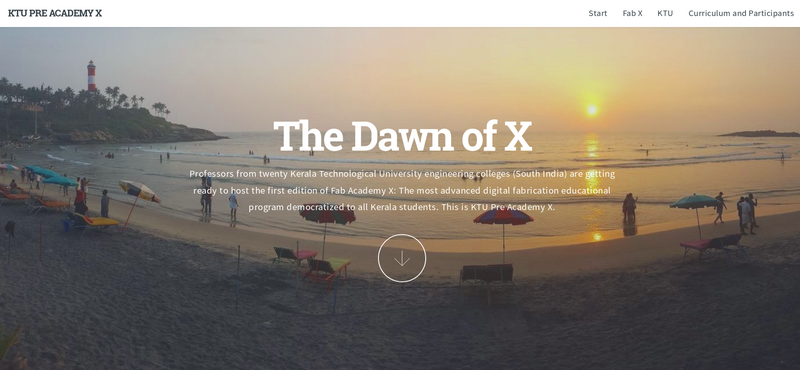 KTU PRE ACADEMY X
Start Fab X KTU Curriculum and Participants
The Dawn of X
Professors from twenty Kerala Technological University engineering colleges (South India) are getting
ready to host the first edition of Fab Academy X: The most advanced digital fabrication educational
program democratized to all Kerala students. This is KTU Pre Academy X.